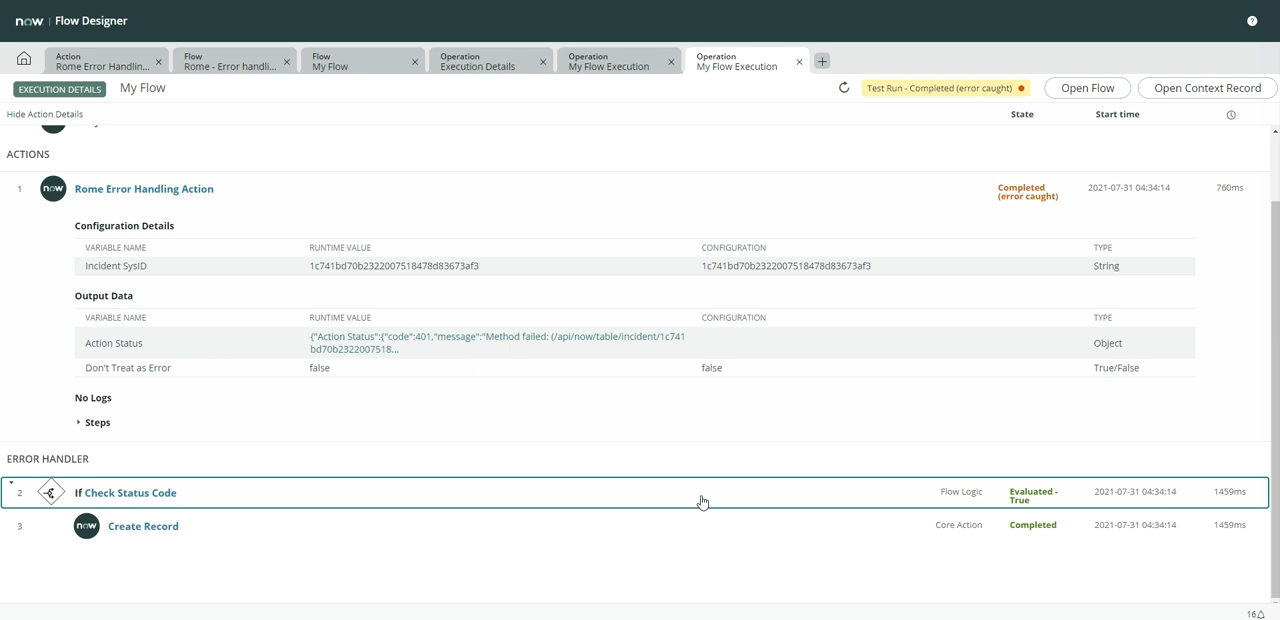 now | Flow Designer
Action
Rome Error Handlin...
Flow
Rome - Error handli...
Flow
My Flow
Operation
Execution Details
Operation
My Flow Execution
Operation
My Flow Execution
EXECUTION DETAILS
My Flow
Test Run - Completed (error caught)
Open Flow
Open Context Record
Hide Action Details
State
Start time
ACTIONS
1
now
Rome Error Handling Action
Completed
(error caught)
2021-07-31 04:34:14
760ms
Configuration Details
VARIABLE NAME
RUNTIME VALUE
CONFIGURATION
TYPE
Incident SysID
1c741bd70b2322007518478d83673af3
1c741bd70b2322007518478d83673af3
String
Output Data
VARIABLE NAME
RUNTIME VALUE
CONFIGURATION
TYPE
Action Status
{"Action Status":{"code":401,"message":"Method failed: (/api/now/table/incident/1c741
bd70b2322007518...
Object
Don't Treat as Error
false
false
True/False
No Logs
Steps
ERROR HANDLER
2
If Check Status Code
Flow Logic
Evaluated -
True
2021-07-31 04:34:14
1459ms
3
now
Create Record
Core Action
Completed
2021-07-31 04:34:14
1459ms
16